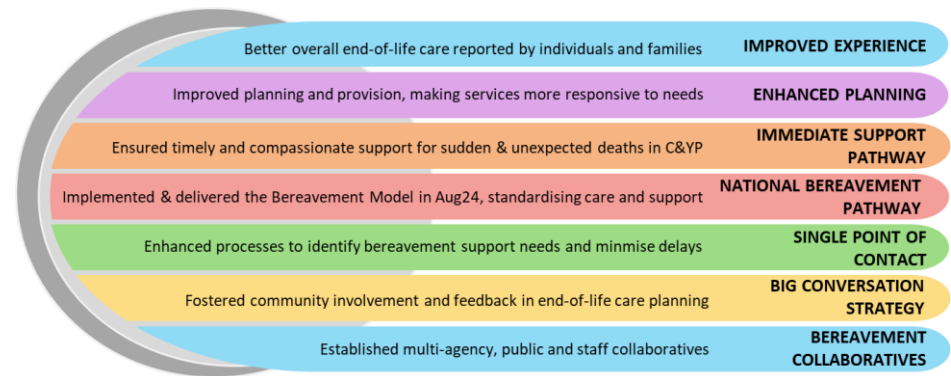 Better overall end-of-life care reported by individuals and families IMPROVED EXPERIENCE
Improved planning and provision, making services more responsive to needs ENHANCED PLANNING
Ensured timely and compassionate support for sudden & unexpected deaths in C&YP IMMEDIATE SUPPORT
PATHWAY
Implemented & delivered the Bereavement Model in Aug24, standardising care and support NATIONAL BEREAVEMENT
PATHWAY
Enhanced processes to identify bereavement support needs and minmise delays SINGLE POINT OF
CONTACT
Fostered community involvement and feedback in end-of-life care planning BIG CONVERSATION
STRATEGY
Established multi-agency, public and staff collaboratives BEREAVEMENT
COLLABORATIVES